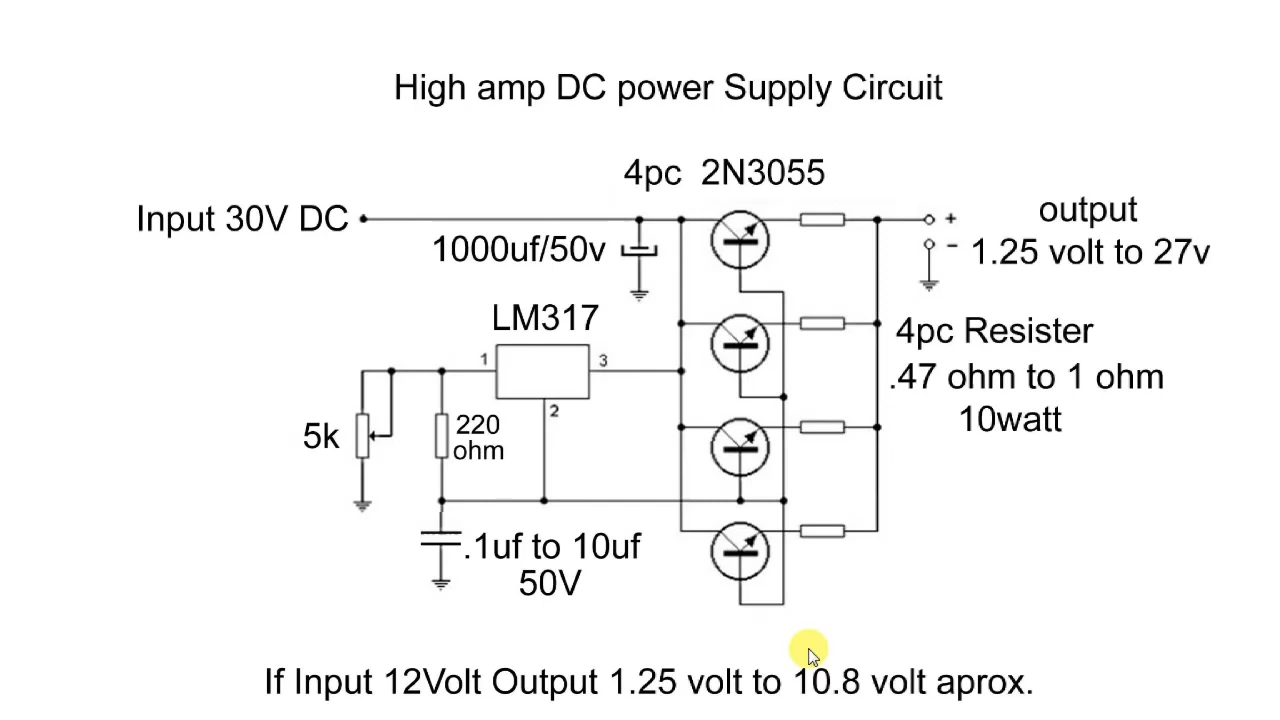 High amp DC power Supply Circuit
4pc 2N3055
Input 30V DC
+
output
1000uf/50v
- 1.25 volt to 27v
LM317
1
3
2
4pc Resister
.47 ohm to 1 ohm
10watt
5k
220
ohm
.1uf to 10uf
50V
If Input 12Volt Output 1.25 volt to 10.8 volt aprox.